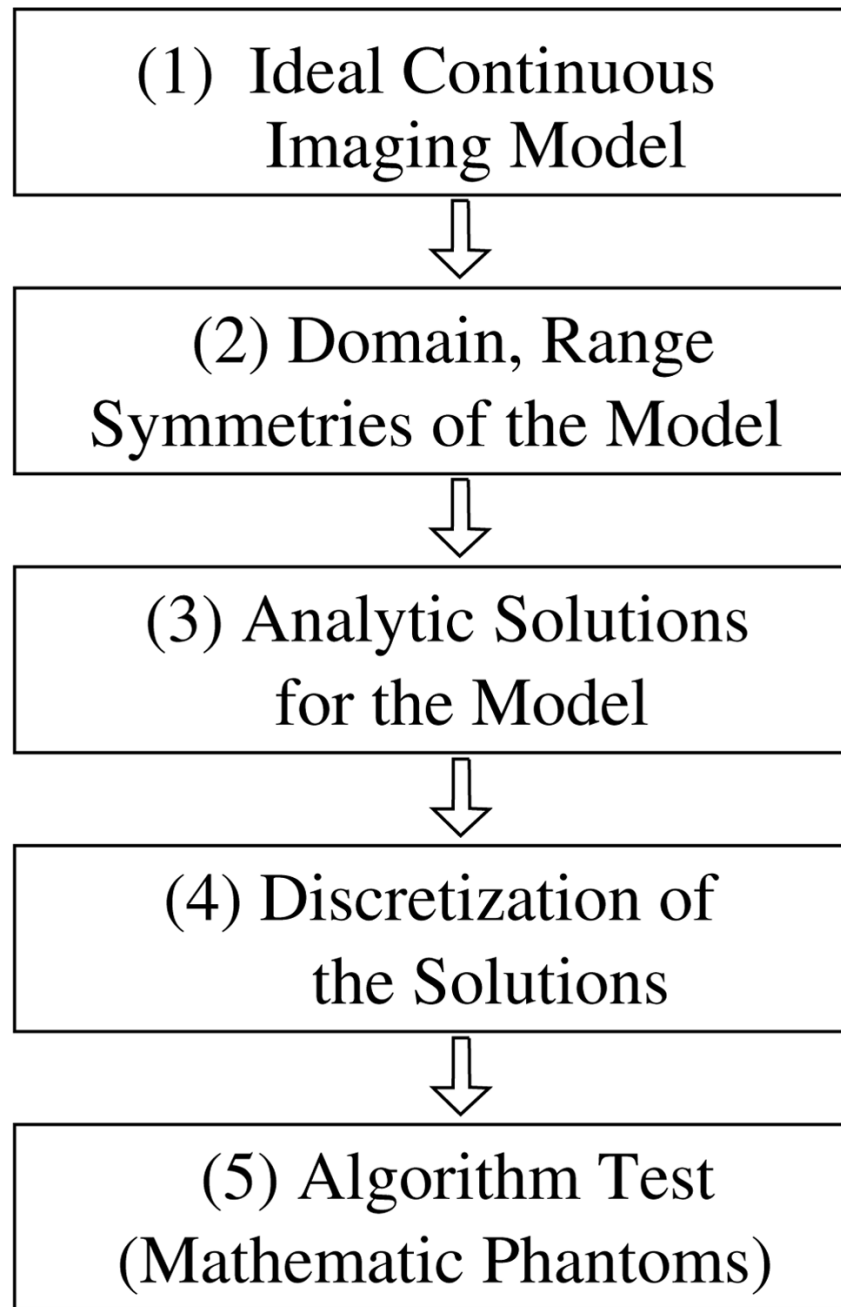 (1) Ideal Continuous
Imaging Model
(2) Domain, Range
Symmetries of the Model
(3) Analytic Solutions
for the Model
(4) Discretization of
the Solutions
(5) Algorithm Test
(Mathematic Phantoms)